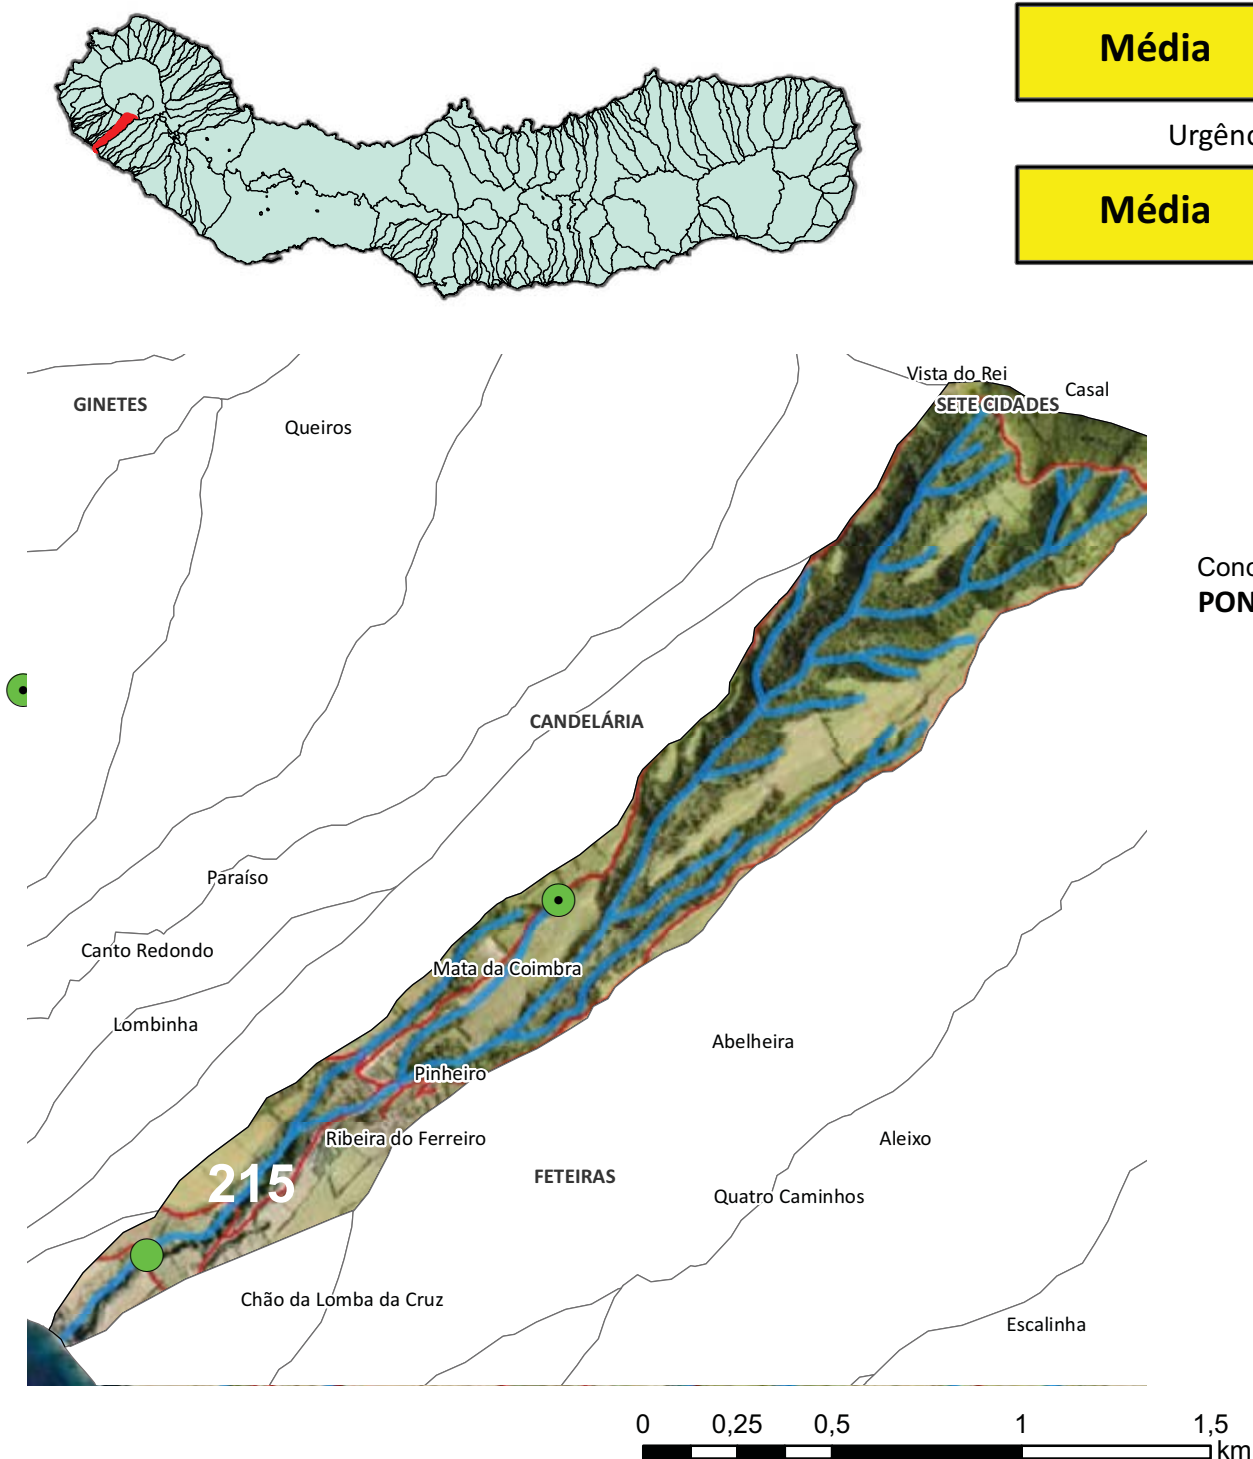 Média
Urgênc
Média
Vista do Rei
Casal
GINETES
SETE CIDADES
Queiros
Conc
PON
CANDELÁRIA
Paraíso
Canto Redondo
Mata da Coimbra
Lombinha
Abelheira
Pinheiro
Ribeira do Ferreiro
Aleixo
215
FETEIRAS
Quatro Caminhos
Chão da Lomba da Cruz
Escalinha
0 0,25 0,5 1 1,5
km